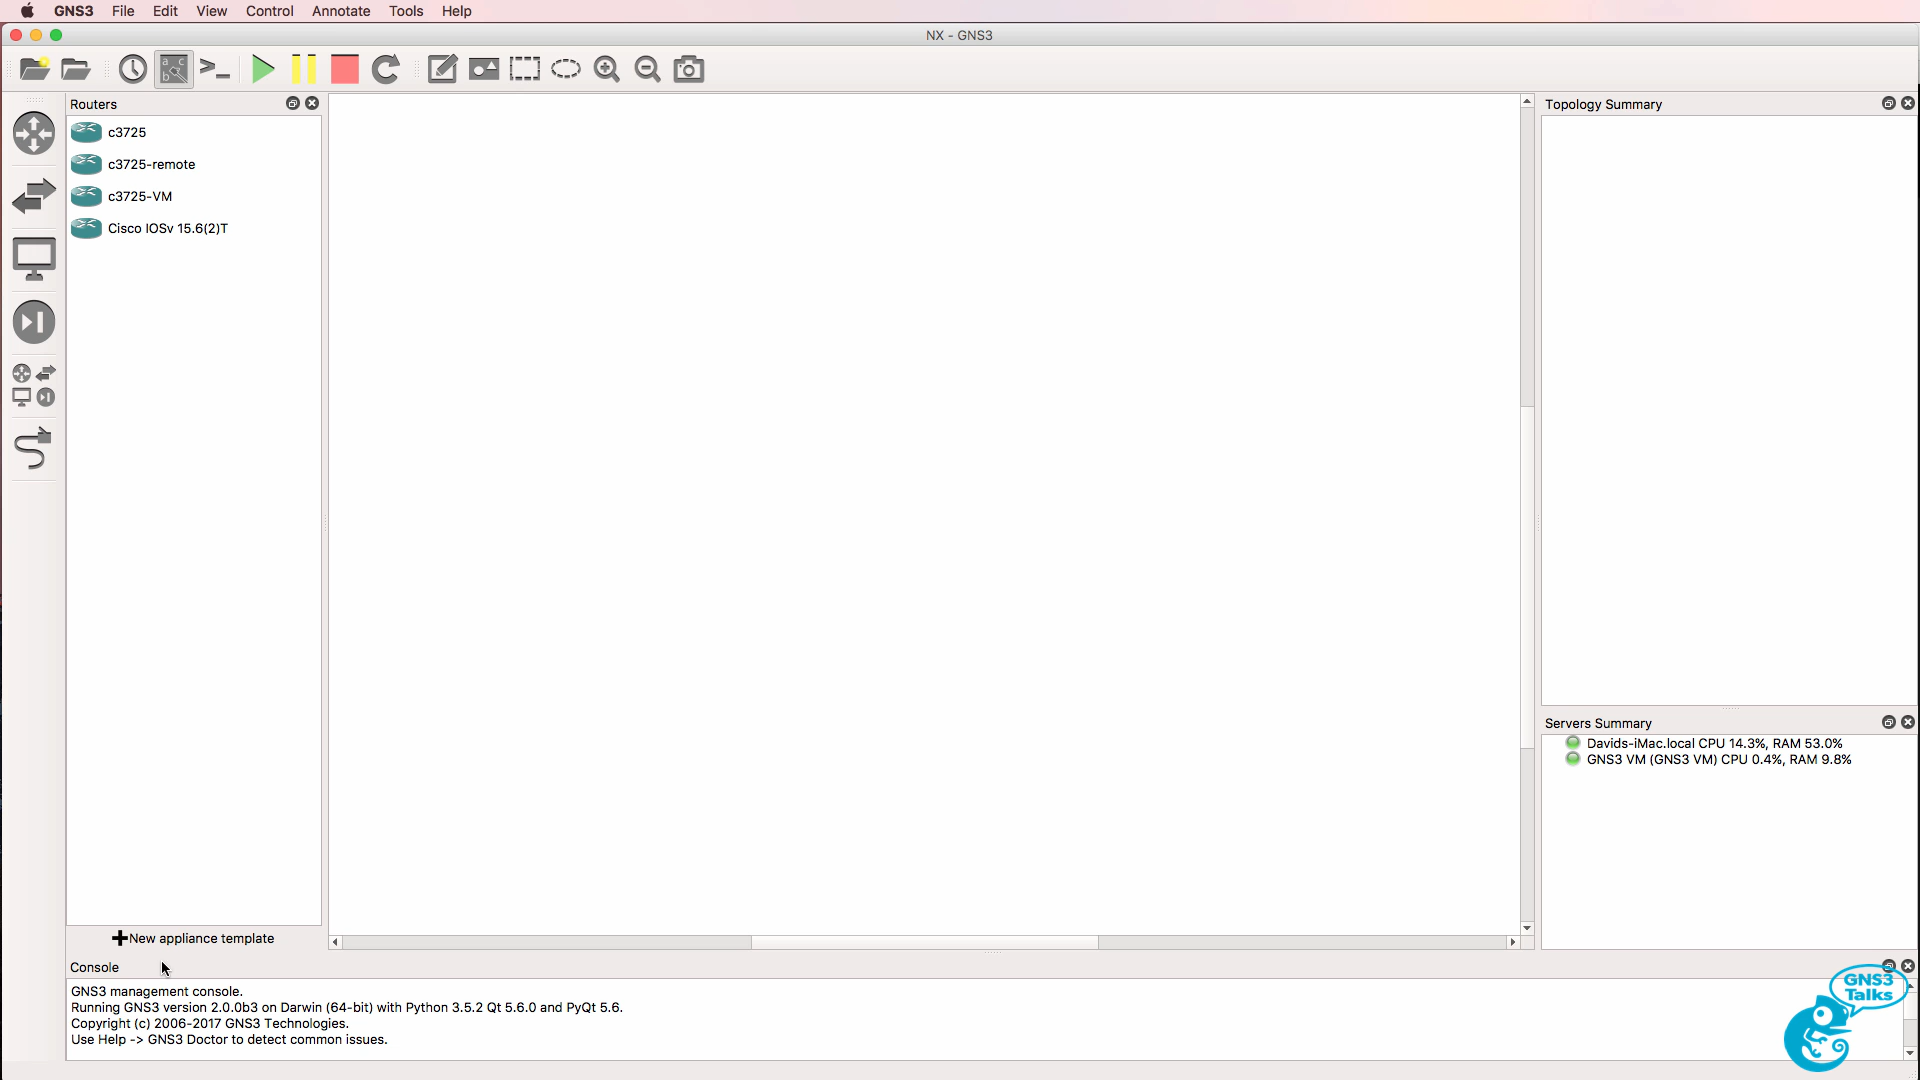 GNS3 File Edit View Control Annotate Tools Help
NX - GNS3
Routers
c3725
c3725-remote
c3725-VM
Cisco IOSv 15.6(2)T
New appliance template
Topology Summary
Servers Summary
Davids-iMac.local CPU 14.3%, RAM 53.0%
GNS3 VM (GNS3 VM) CPU 0.4%, RAM 9.8%
Console
GNS3 management console.
Running GNS3 version 2.0.0b3 on Darwin (64-bit) with Python 3.5.2 Qt 5.6.0 and PyQt 5.6.
Copyright (c) 2006-2017 GNS3 Technologies.
Use Help -> GNS3 Doctor to detect common issues.
GNS3
Talks